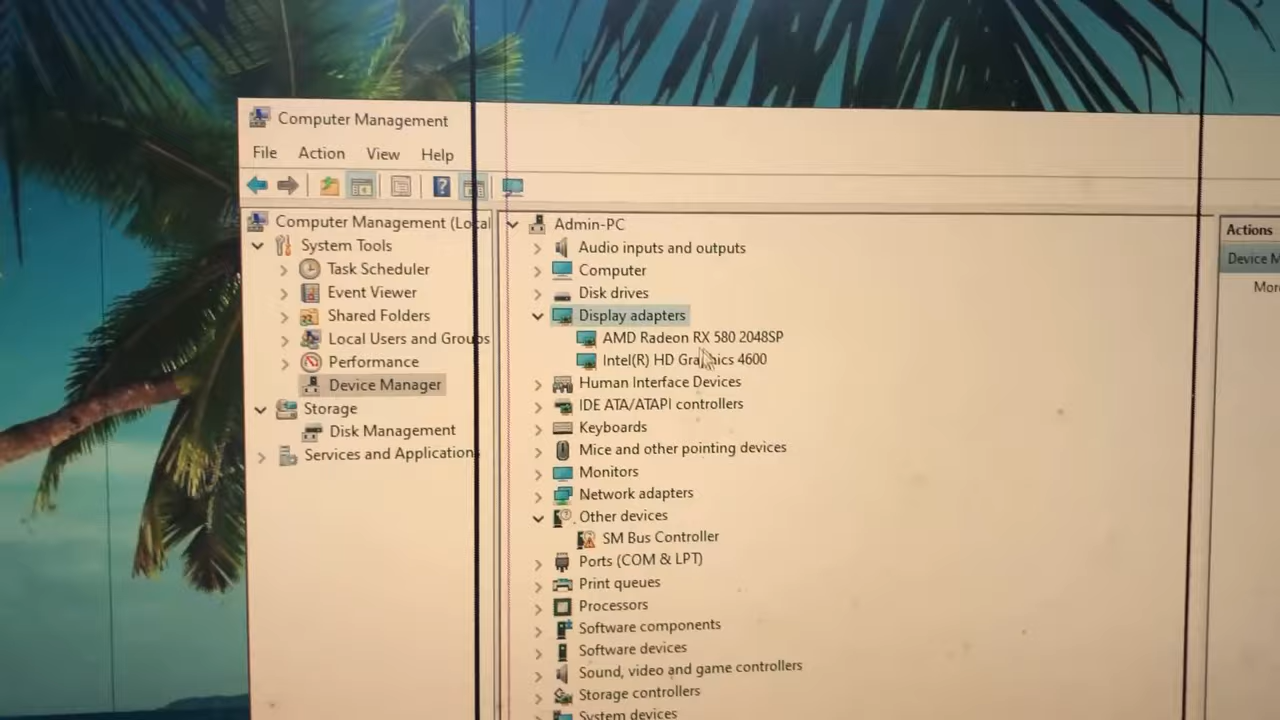 Computer Management
File Action View Help
Computer Management (Local
System Tools
Task Scheduler
Event Viewer
Shared Folders
Local Users and Groups
Performance
Device Manager
Storage
Disk Management
Services and Application
Admin-PC
Audio inputs and outputs
Computer
Disk drives
Display adapters
AMD Radeon RX 580 2048SP
Intel(R) HD Graphics 4600
Human Interface Devices
IDE ATA/ATAPI controllers
Keyboards
Mice and other pointing devices
Monitors
Network adapters
Other devices
SM Bus Controller
Ports (COM & LPT)
Print queues
Processors
Software components
Software devices
Sound, video and game controllers
Storage controllers
System devices
Actions
Device M
Mor